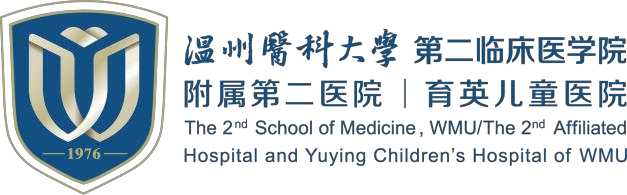 1976
温州醫科大學 第二临床医学院
附属第二医院｜育英儿童医院
The 2nd School of Medicine, WMU/The 2nd Affiliated
Hospital and Yuying Children's Hospital of WMU